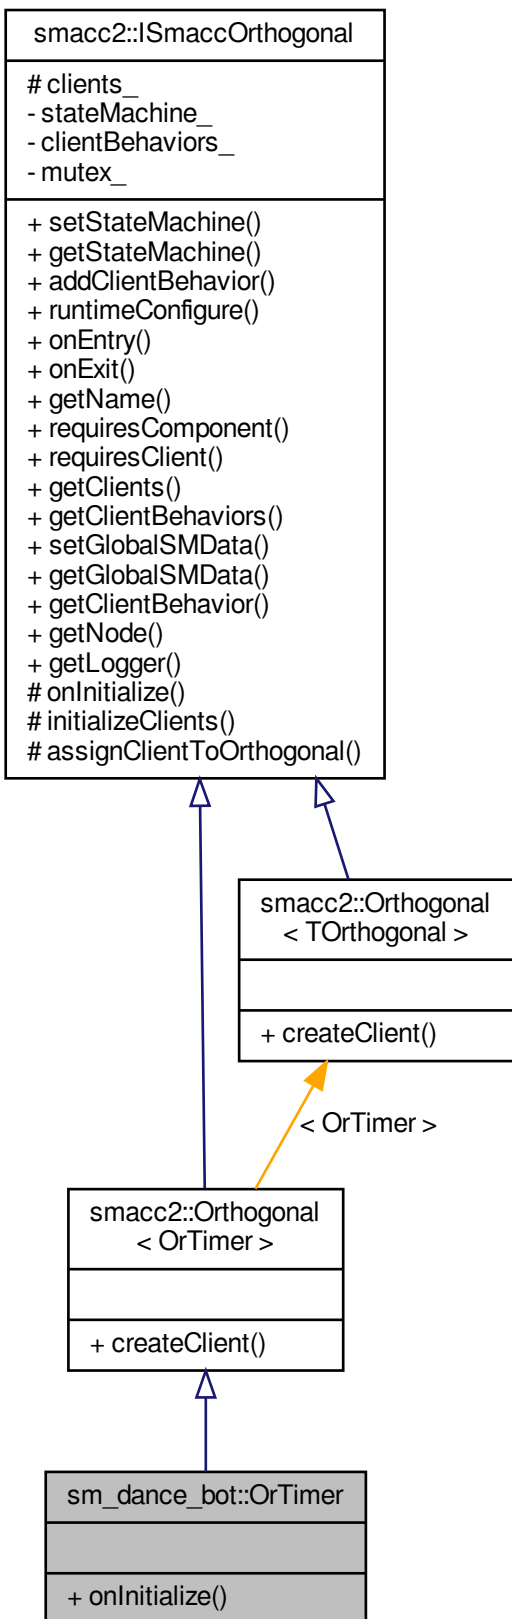 smacc2::ISmaccOrthogonal
# clients_
- stateMachine_
- clientBehaviors_
- mutex_
+ setStateMachine()
+ getStateMachine()
+ addClientBehavior()
+ runtimeConfigure()
+ onEntry()
+ onExit()
+ getName()
+ requiresComponent()
+ requiresClient()
+ getClients()
+ getClientBehaviors()
+ setGlobalSMData()
+ getGlobalSMData()
+ getClientBehavior()
+ getNode()
+ getLogger()
# onInitialize()
# initializeClients()
# assignClientToOrthogonal()
smacc2::Orthogonal
< TOrthogonal >
+ createClient()
< OrTimer >
smacc2::Orthogonal
< OrTimer >
+ createClient()
sm_dance_bot::OrTimer
+ onInitialize()